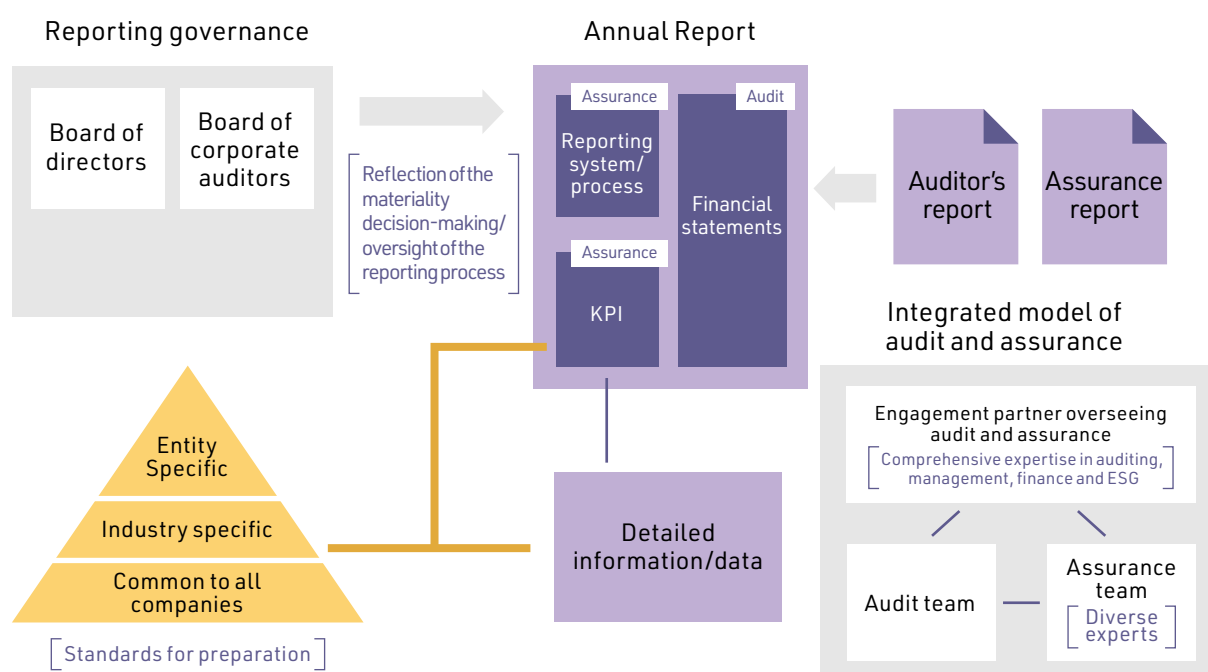 Reporting governance
Board of
directors
Board of
corporate
auditors
Reflection of the
materiality
decision-making/
oversight of the
reporting process
Annual Report
Assurance
Reporting
system/
process
Assurance
KPI
Audit
Financial
statements
Auditor's
report
Assurance
report
Entity
Specific
Industry specific
Common to all
companies
Standards for preparation
Detailed
information/data
Integrated model of
audit and assurance
Engagement partner overseeing
audit and assurance
Comprehensive expertise in auditing,
management, finance and ESG
Audit team
Assurance
team
Diverse
experts